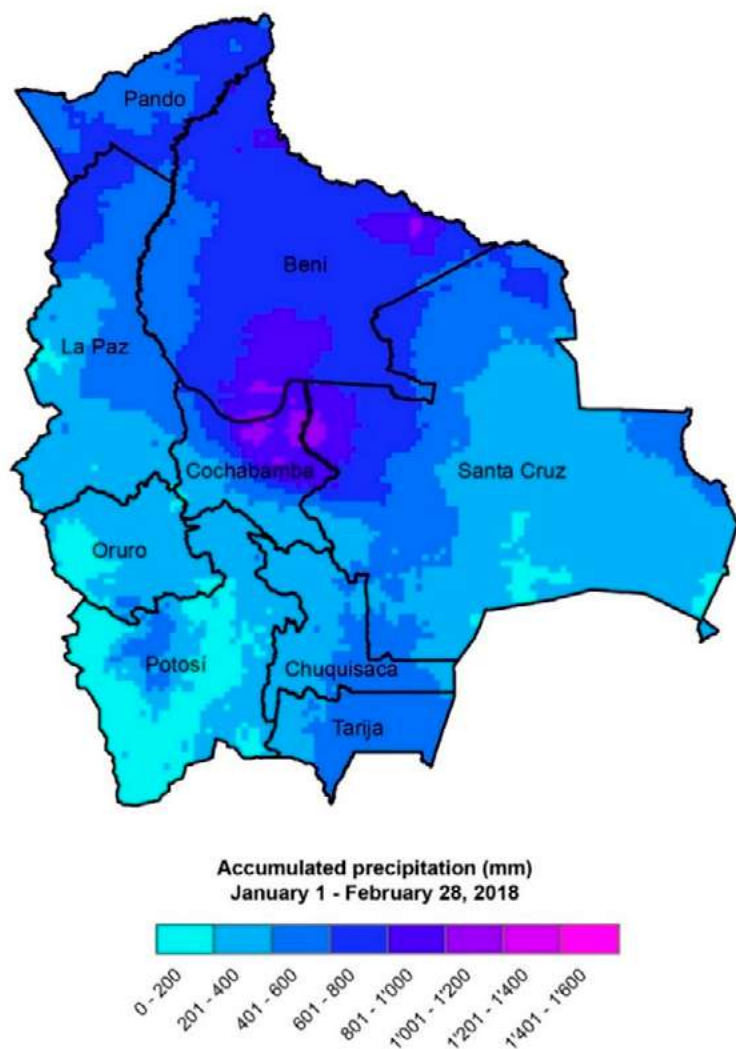 Pando
Beni
La Paz
Cochabamba
Santa Cruz
Oruro
Potosí
Chuquisaca
Tarija
Accumulated precipitation (mm)
January 1 - February 28, 2018
0 - 200
201 - 400
401 - 600
601 - 800
801 - 1'000
1'001 - 1'200
1'201 - 1'400
1'401 - 1'600